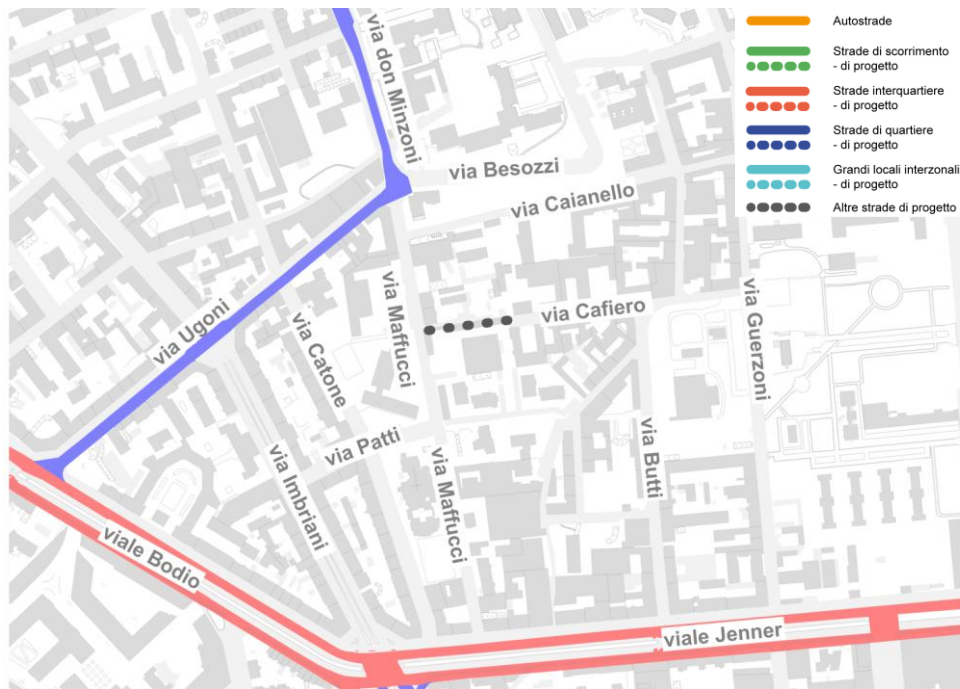 Autostrade
Strade di scorrimento
- di progetto
Strade interquartiere
- di progetto
Strade di quartiere
- di progetto
Grandi locali interzonali
- di progetto
Altre strade di progetto
via don Minzoni
via Besozzi
via Caianello
via Ugoni
via Maffucci
via Cafiero
via Guerzoni
via Catone
via Patti
via Imbriani
via Maffucci
via Butti
viale Bodio
viale Jenner